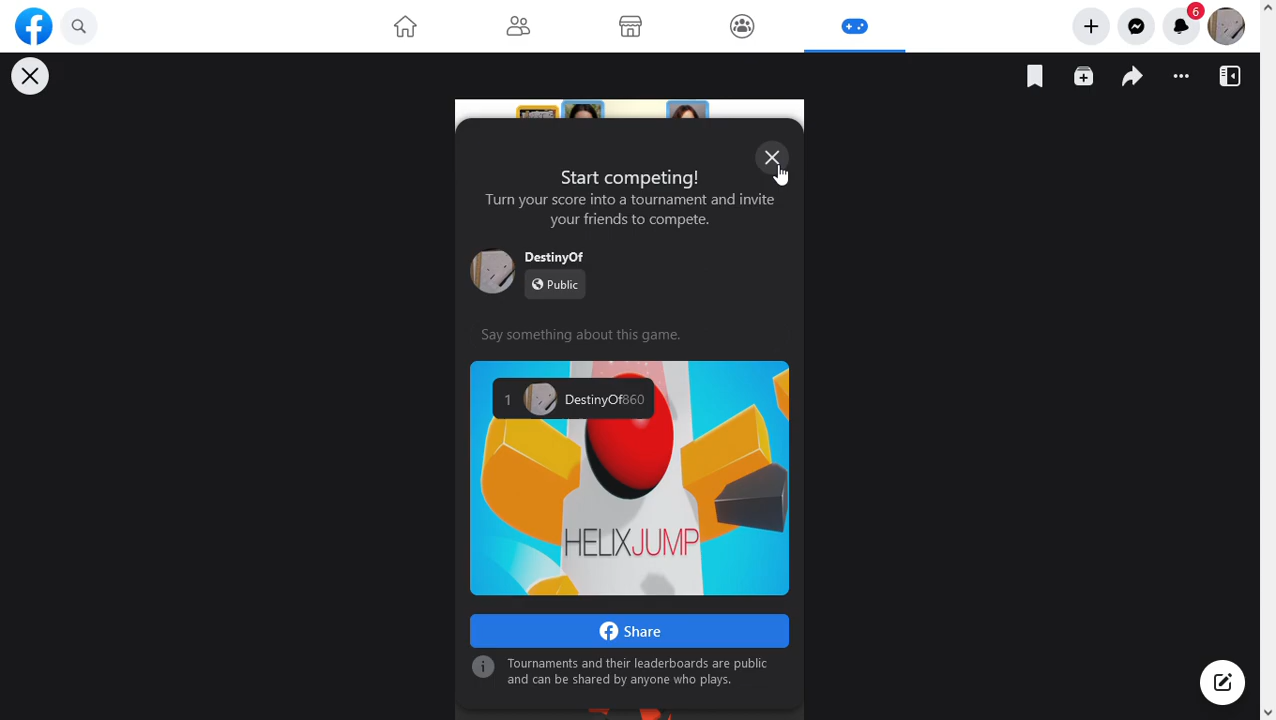 6
Start competing!
Turn your score into a tournament and invite
your friends to compete.
DestinyOf
Public
Say something about this game.
1 DestinyOf860
HELIXJUMP
Share
Tournaments and their leaderboards are public
and can be shared by anyone who plays.